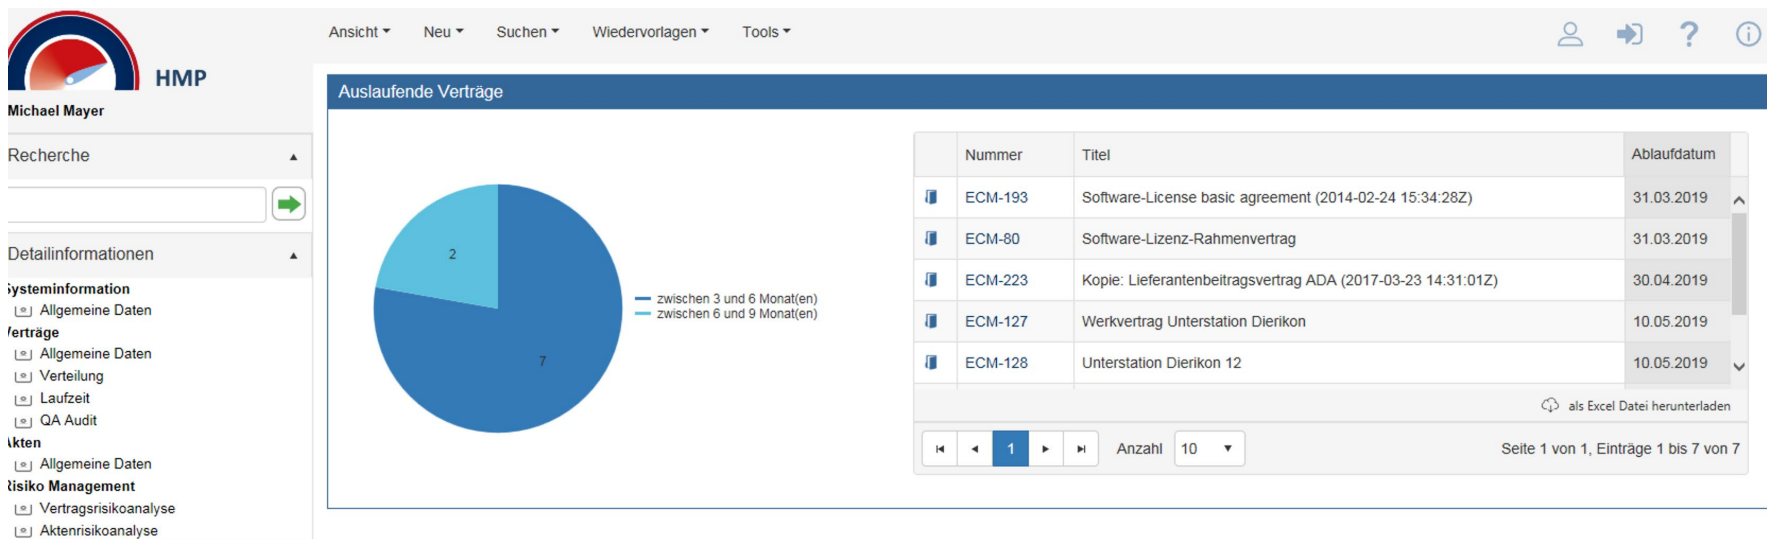 Ansicht Neu Suchen Wiedervorlagen Tools
HMP
Michael Mayer
Recherche
Detailinformationen
Systeminformation
Allgemeine Daten
Verträge
Allgemeine Daten
Verteilung
Laufzeit
QA Audit
Akten
Allgemeine Daten
Risiko Management
Vertragsrisikoanalyse
Aktenrisikoanalyse
Auslaufende Verträge
2
7
zwischen 3 und 6 Monat(en)
zwischen 6 und 9 Monat(en)
Nummer Titel Ablaufdatum
ECM-193 Software-License basic agreement (2014-02-24 15:34:28Z) 31.03.2019
ECM-80 Software-Lizenz-Rahmenvertrag 31.03.2019
ECM-223 Kopie: Lieferantenbeitragsvertrag ADA (2017-03-23 14:31:01Z) 30.04.2019
ECM-127 Werkvertrag Unterstation Dierikon 10.05.2019
ECM-128 Unterstation Dierikon 12 10.05.2019
als Excel Datei herunterladen
1 Anzahl 10 Seite 1 von 1, Einträge 1 bis 7 von 7